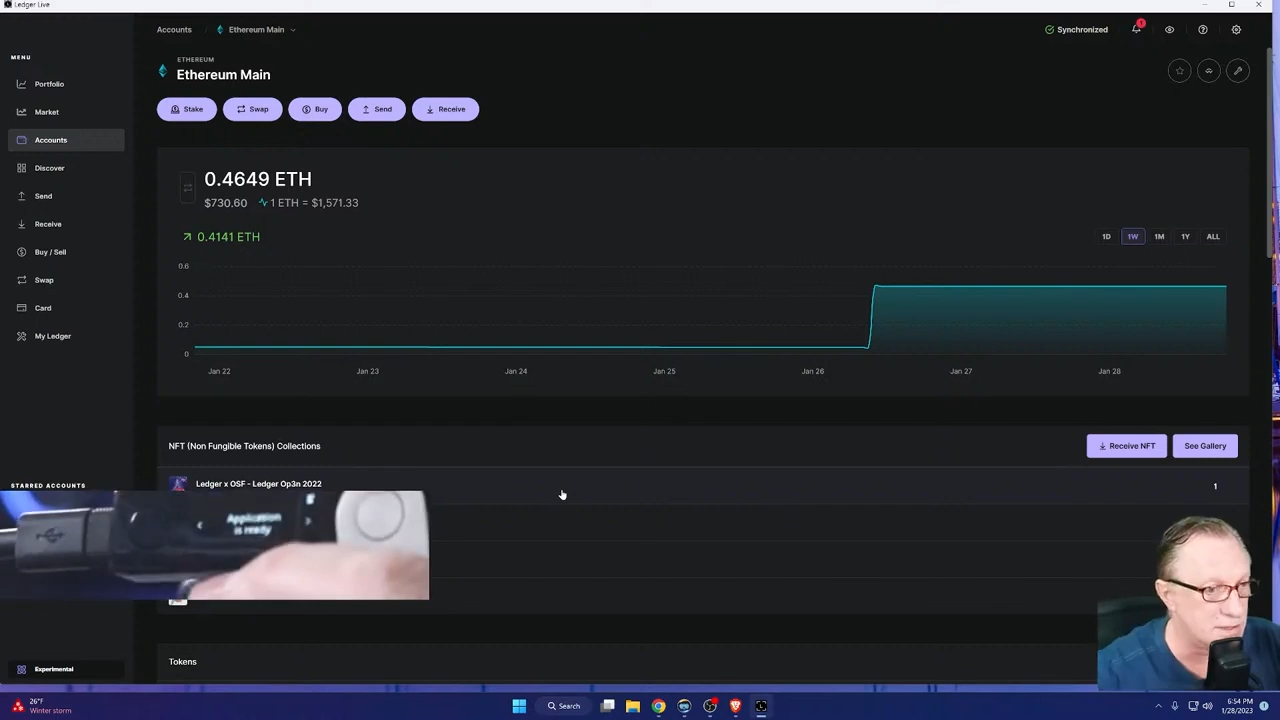 Ledger Live
Accounts / Ethereum Main
Synchronized
1
MENU
Portfolio
Market
Accounts
Discover
Send
Receive
Buy / Sell
Swap
Card
My Ledger
STARRED ACCOUNTS
Experimental
ETHEREUM
Ethereum Main
Stake
Swap
Buy
Send
Receive
0.4649 ETH
$730.60 1 ETH = $1,571.33
0.4141 ETH
1D 1W 1M 1Y ALL
0.6
0.4
0.2
0
Jan 22 Jan 23 Jan 24 Jan 25 Jan 26 Jan 27 Jan 28
NFT (Non Fungible Tokens) Collections
Receive NFT
See Gallery
Ledger x OSF - Ledger Op3n 2022
1
Application
is ready
Tokens
26°F
Winter storm
Search
6:54 PM
1/28/2023